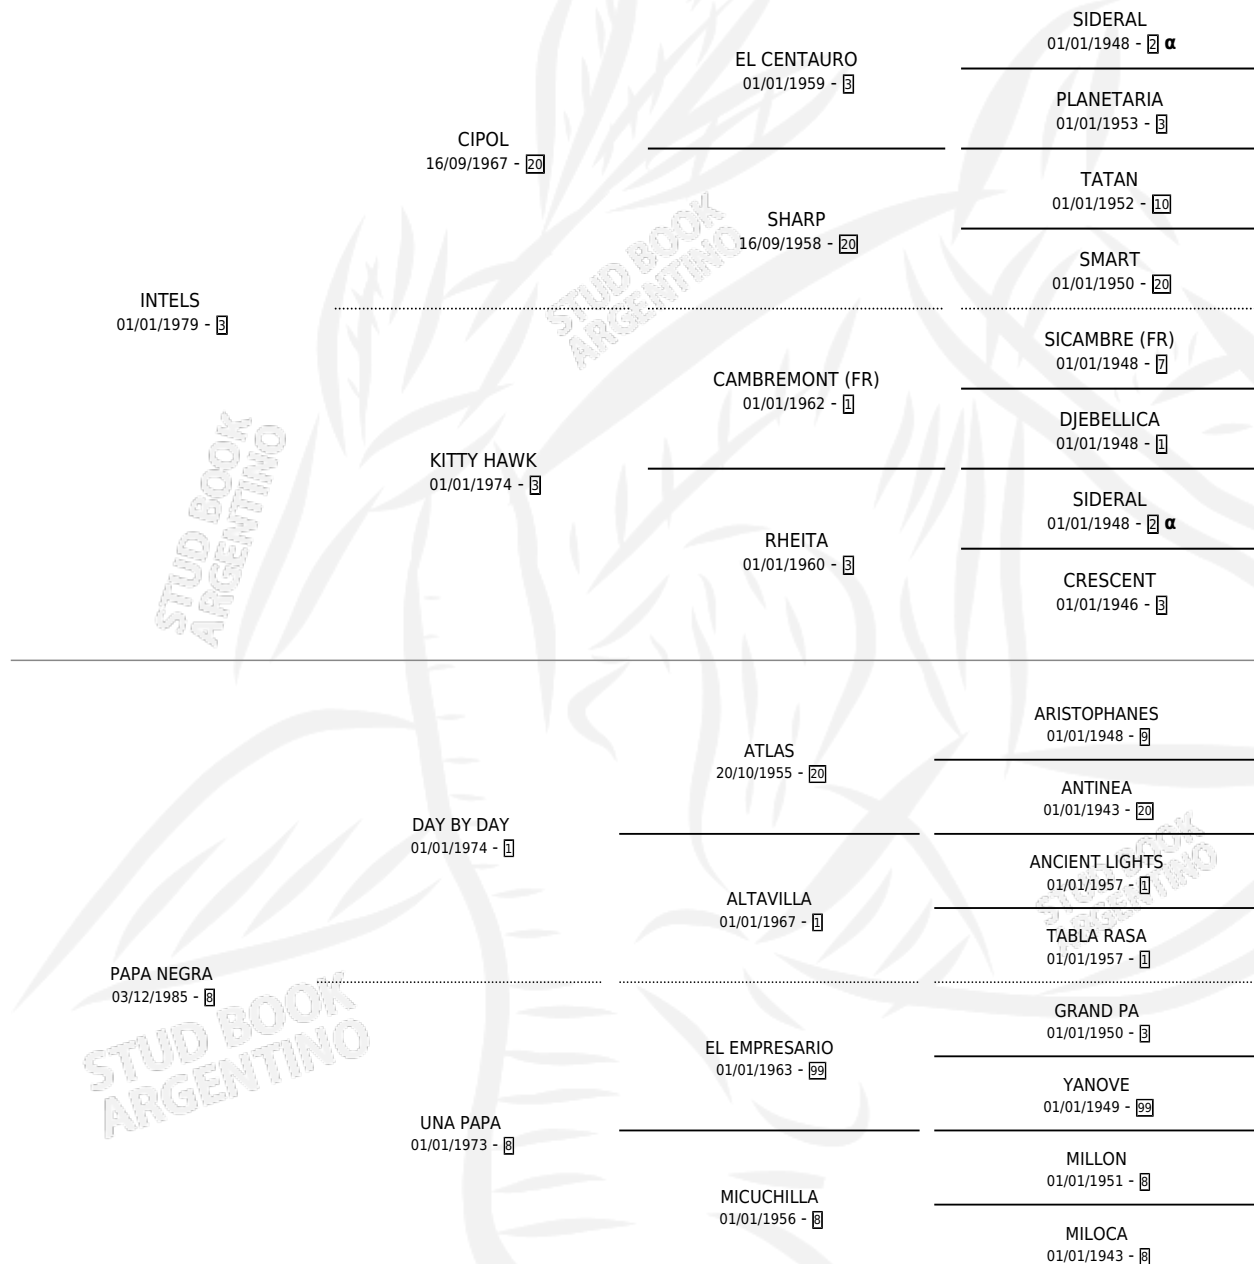 SIDERAL
01/01/1948 - 2 α
EL CENTAURO
01/01/1959 - 3
PLANETARIA
01/01/1953 - 3
CIPOL
16/09/1967 - 20
TATAN
01/01/1952 - 10
SHARP
16/09/1958 - 20
SMART
01/01/1950 - 20
INTELS
01/01/1979 - 3
SICAMBRE (FR)
01/01/1948 - 7
CAMBREMONT (FR)
01/01/1962 - 1
DJEBELLICA
01/01/1948 - 1
KITTY HAWK
01/01/1974 - 3
SIDERAL
01/01/1948 - 2 α
RHEITA
01/01/1960 - 3
CRESCENT
01/01/1946 - 3
ARISTOPHANES
01/01/1948 - 9
ATLAS
20/10/1955 - 20
ANTINEA
01/01/1943 - 20
DAY BY DAY
01/01/1974 - 1
ANCIENT LIGHTS
01/01/1957 - 1
ALTAVILLA
01/01/1967 - 1
TABLA RASA
01/01/1957 - 1
PAPA NEGRA
03/12/1985 - 8
GRAND PA
01/01/1950 - 3
EL EMPRESARIO
01/01/1963 - 99
YANOVE
01/01/1949 - 99
UNA PAPA
01/01/1973 - 8
MILLON
01/01/1951 - 8
MICUCHILLA
01/01/1956 - 8
MILOCA
01/01/1943 - 8
STUD BOOK
ARGENTINO
STUD BOOK
ARGENTINO
STUD BOOK
ARGENTINO
STUD BOOK
ARGENTINO